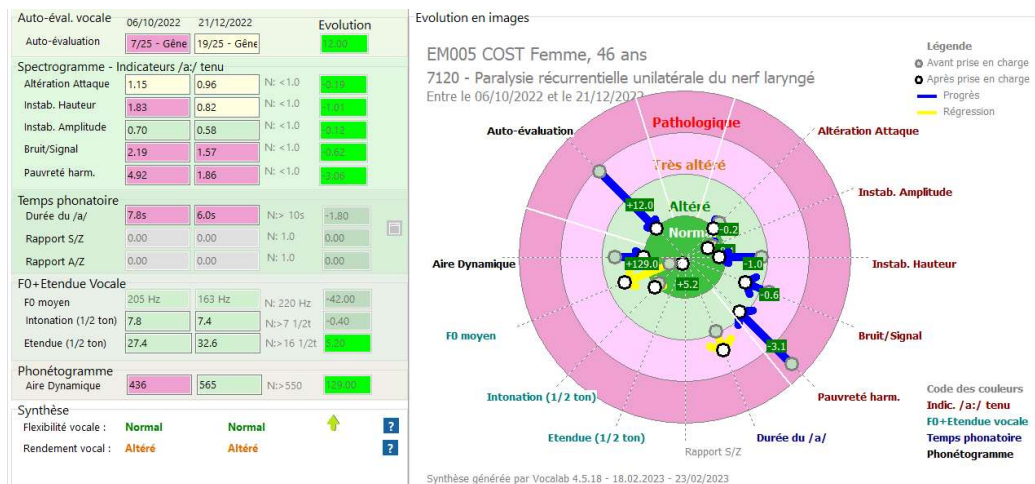 Auto-éval. vocale 06/10/2022 21/12/2022 Evolution
Auto-évaluation 7/25 - Gêne 19/25 - Gêne 12.00
Spectrogramme - Indicateurs /a:/ tenu
Altération Attaque 1.15 0.96 N: <1.0 -0.19
Instab. Hauteur 1.83 0.82 N: <1.0 -1.01
Instab. Amplitude 0.70 0.58 N: <1.0 -0.12
Bruit/Signal 2.19 1.57 N: <1.0 -0.62
Pauvreté harm. 4.92 1.86 N: <1.0 -3.06
Temps phonatoire
Durée du /a/ 7.8s 6.0s N:> 10s -1.80
Rapport S/Z 0.00 0.00 N: 1.0 0.00
Rapport A/Z 0.00 0.00 N: 1.0 0.00
F0+Etendue Vocale
F0 moyen 205 Hz 163 Hz N: 220 Hz -42.00
Intonation (1/2 ton) 7.8 7.4 N:>7 1/2t -0.40
Etendue (1/2 ton) 27.4 32.6 N:>16 1/2t 5.20
Phonétogramme
Aire Dynamique 436 565 N:>550 129.00
Synthèse
Flexibilité vocale : Normal Normal ?
Rendement vocal : Altéré Altéré ?
Evolution en images
EM005 COST Femme, 46 ans
7120 - Paralysie récurrentielle unilatérale du nerf laryngé
Entre le 06/10/2022 et le 21/12/2022
Légende
Avant prise en charge
Après prise en charge
Progrès
Régression
Pathologique
Très altéré
Altéré
Norma
Auto-évaluation
Altération Attaque
Instab. Amplitude
Instab. Hauteur
Bruit/Signal
Pauvreté harm.
Durée du /a/
Rapport S/Z
Etendue (1/2 ton)
Intonation (1/2 ton)
F0 moyen
Aire Dynamique
+12.0
-0.2
-1.0
-0.6
-3.1
+5.2
+129.0
Code des couleurs
Indic. /a:/ tenu
F0+Etendue vocale
Temps phonatoire
Phonétogramme
Synthèse générée par Vocalab 4.5.18 - 18.02.2023 - 23/02/2023